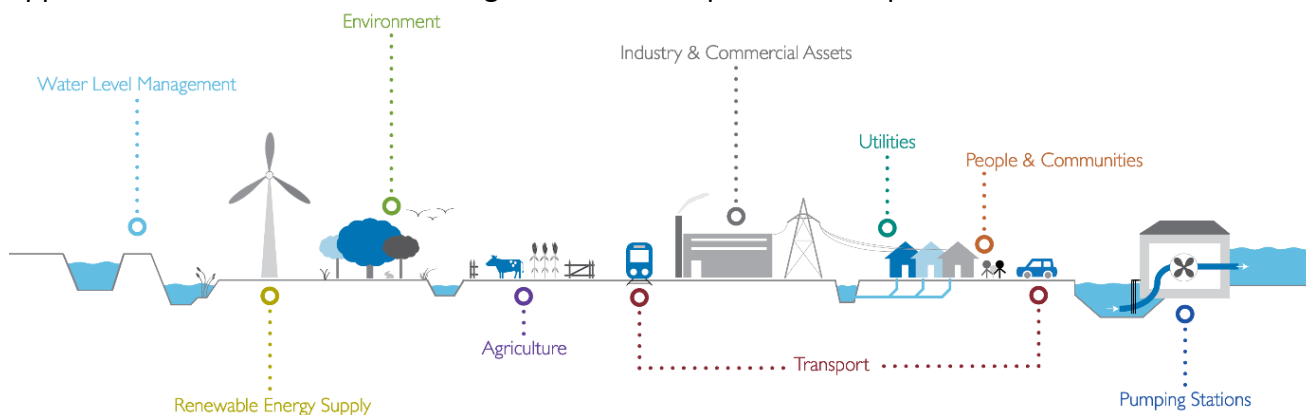 Environment
Industry & Commercial Assets
Water Level Management
Utilities
People & Communities
Agriculture
Transport
Renewable Energy Supply
Pumping Stations